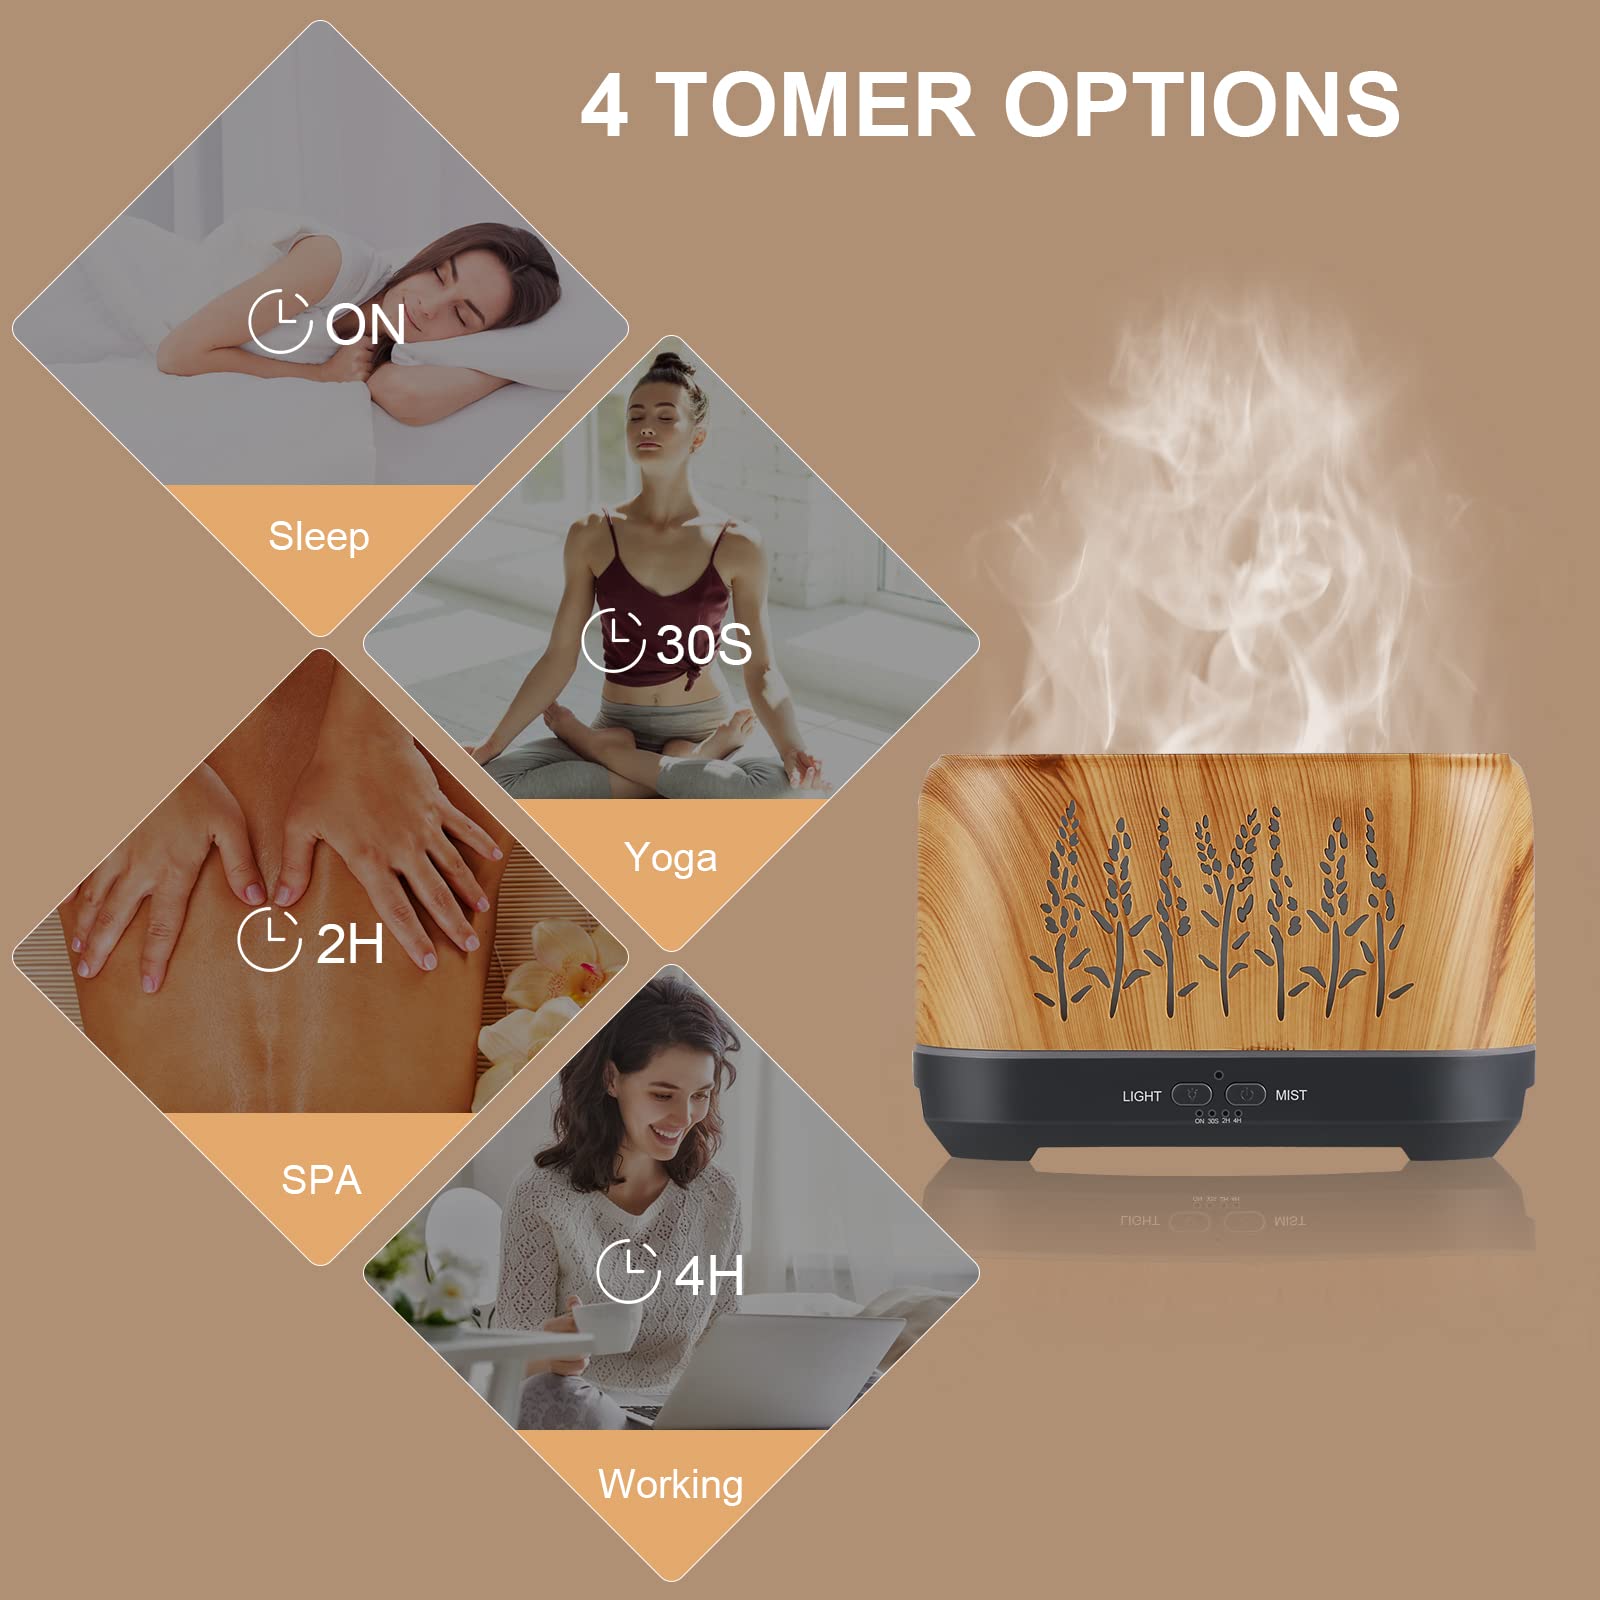 4 TOMER OPTIONS
ON
Sleep
30S
Yoga
2H
SPA
4H
Working
LIGHT MIST
ON 30S 2H 4H